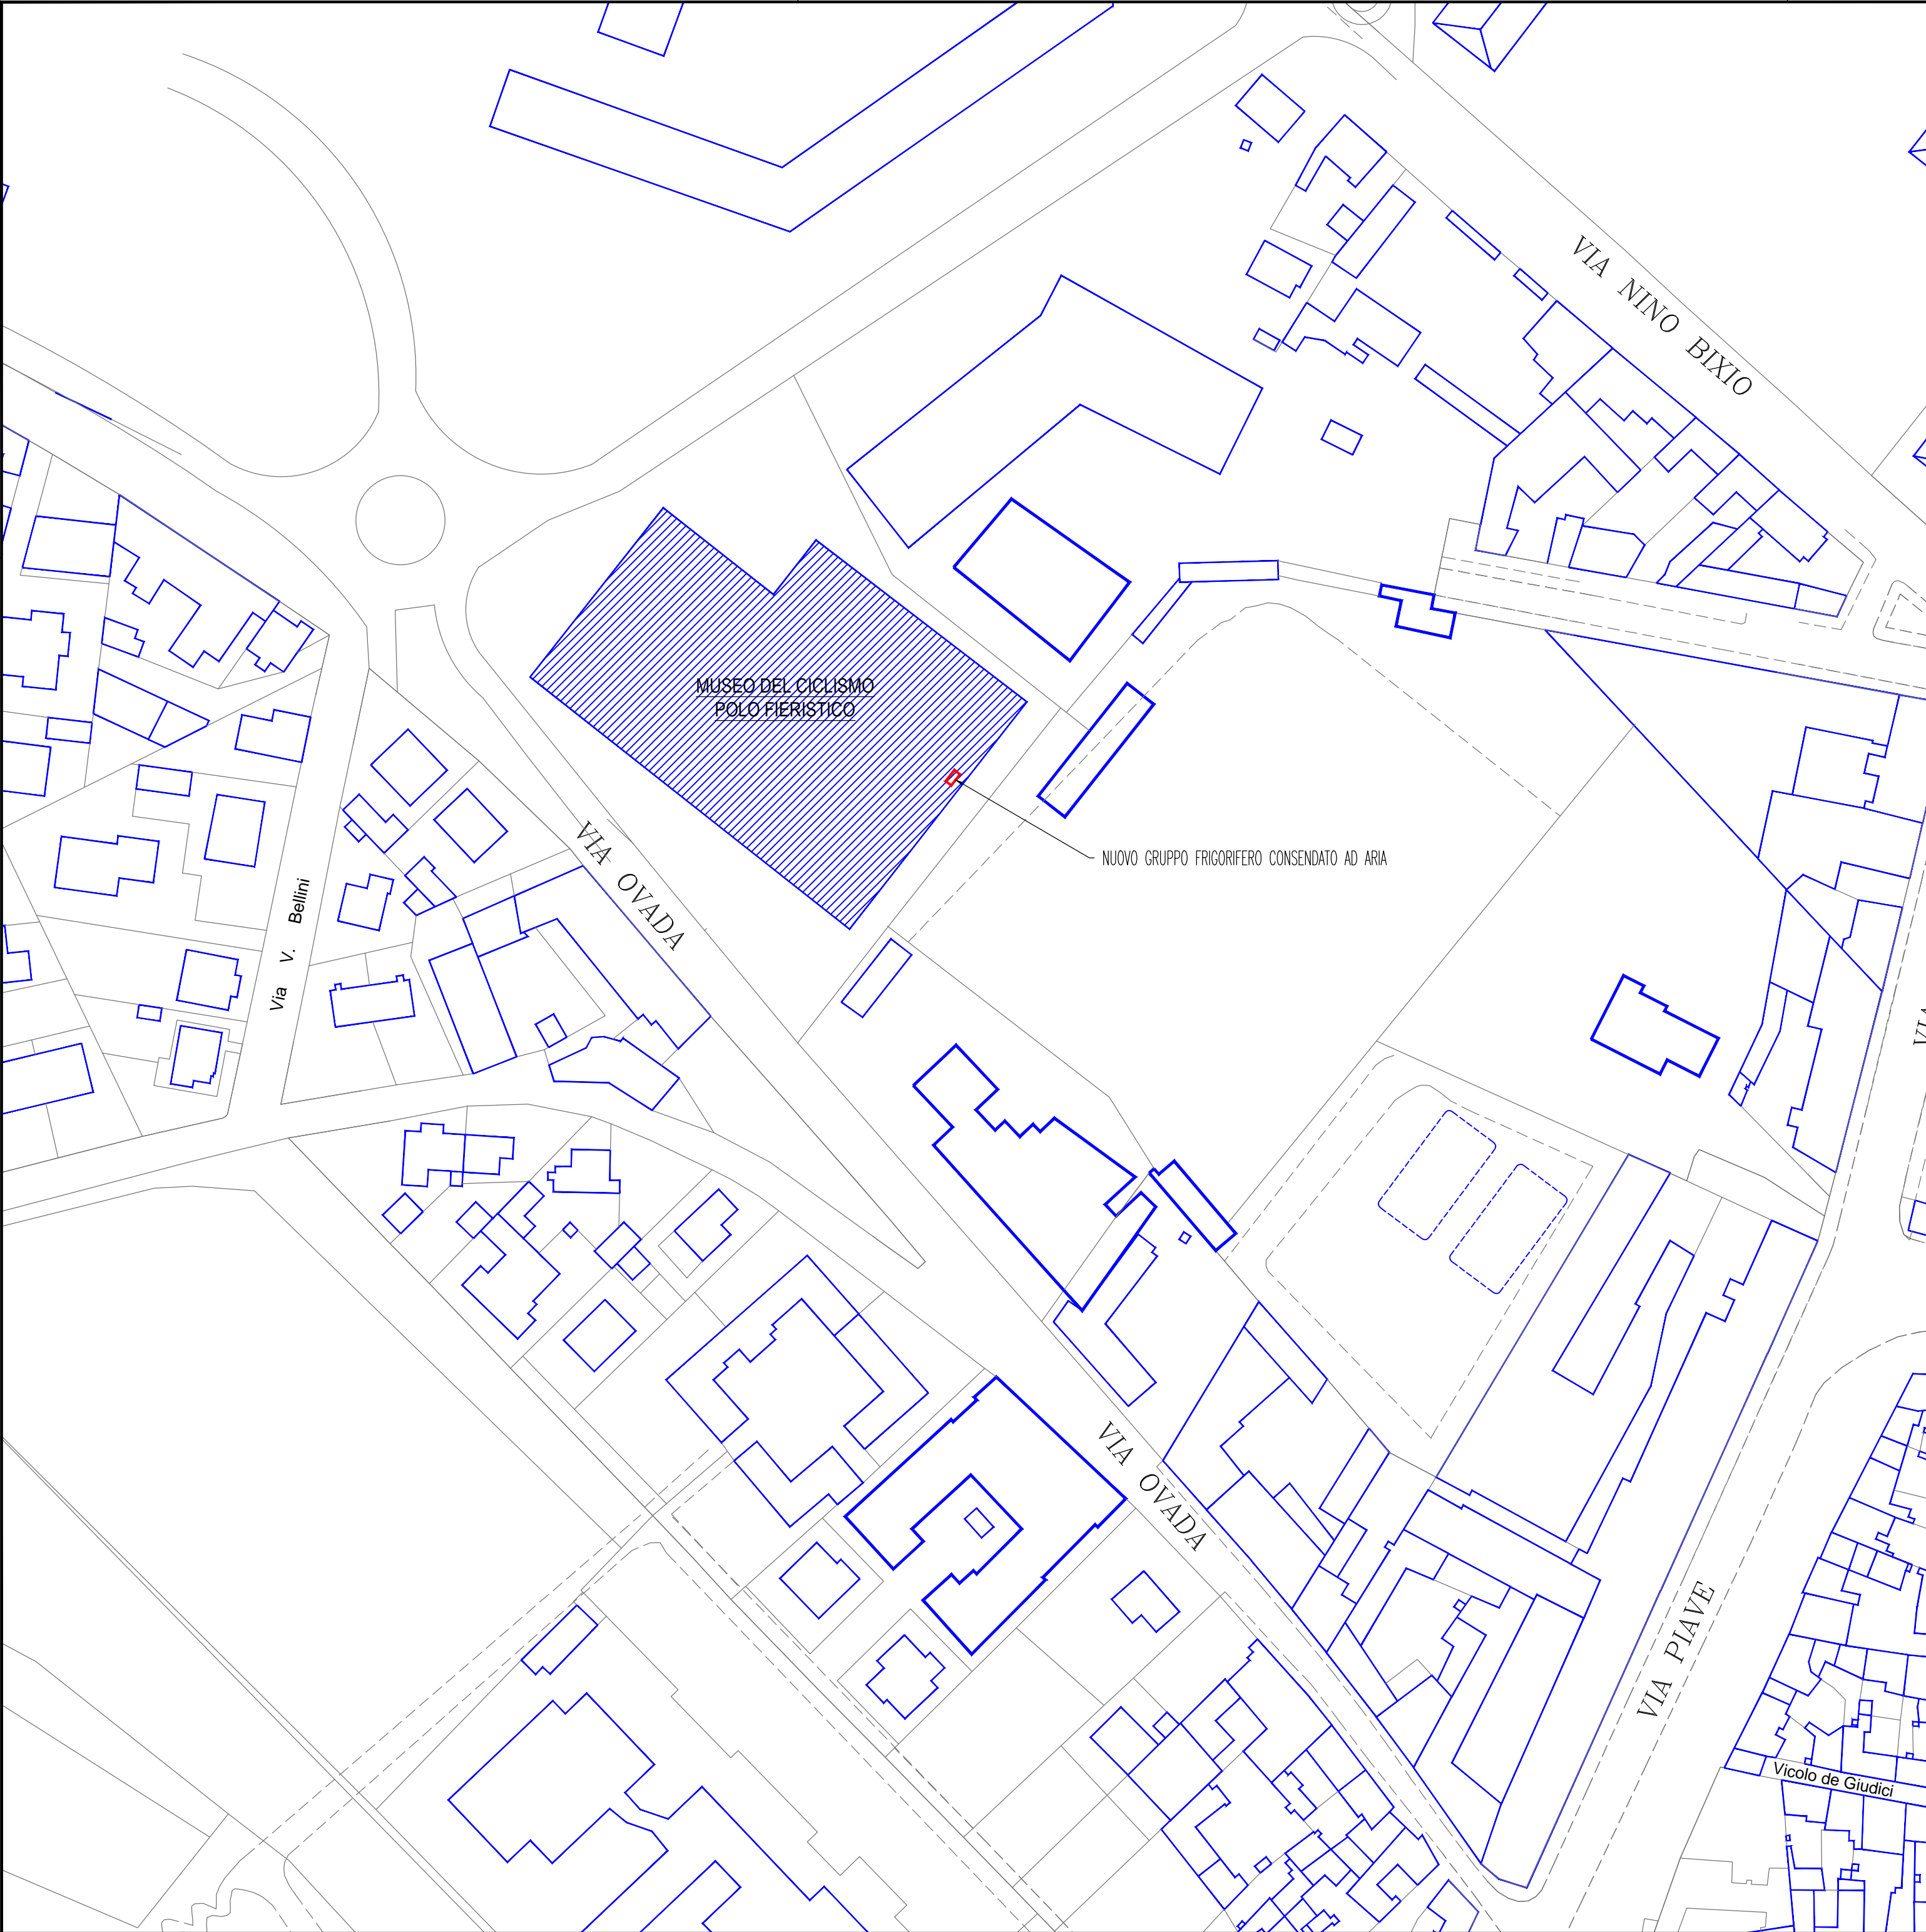 VIA NINO BIXIO
MUSEO DEL CICLISMO
POLO FIERISTICO
NUOVO GRUPPO FRIGORIFERO CONSENDATO AD ARIA
VIA OVADA
Via V. Bellini
VIA
VIA OVADA
VIA PIAVE
Vicolo de Giudici